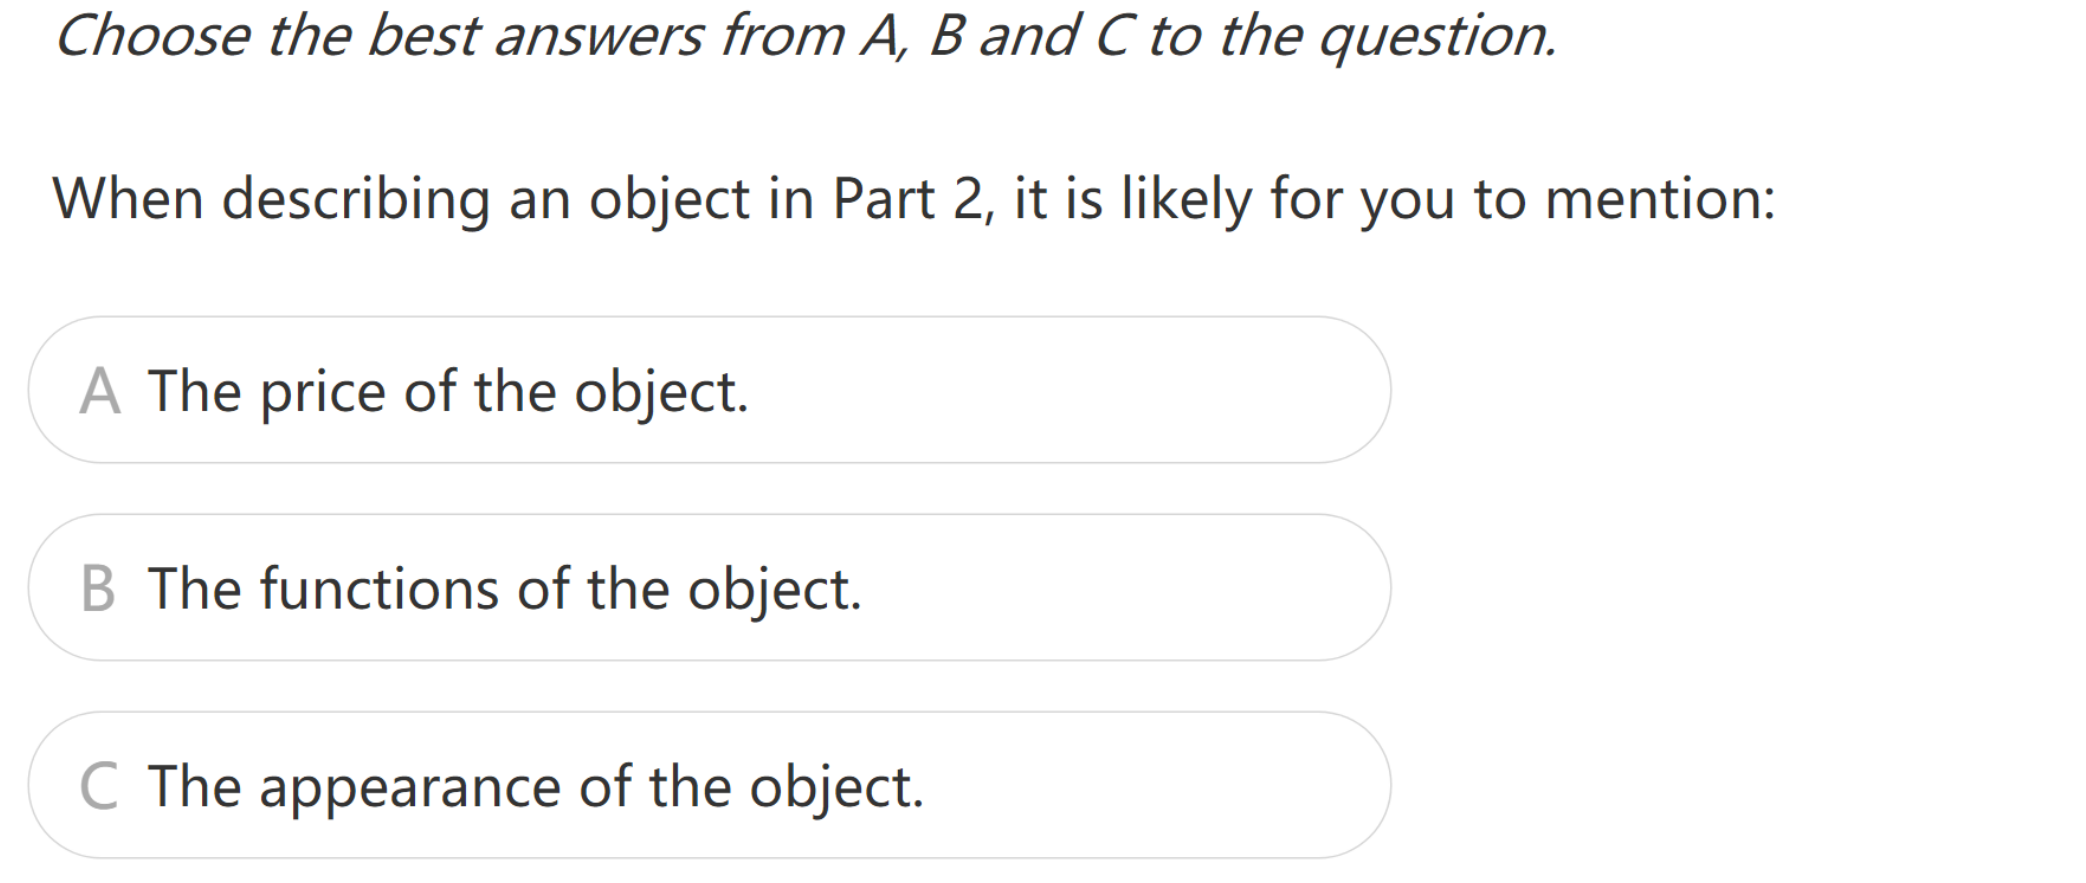 Choose the best answers from A, B and C to the question.
When describing an object in Part 2, it is likely for you to mention:
A The price of the object.
B The functions of the object.
C The appearance of the object.